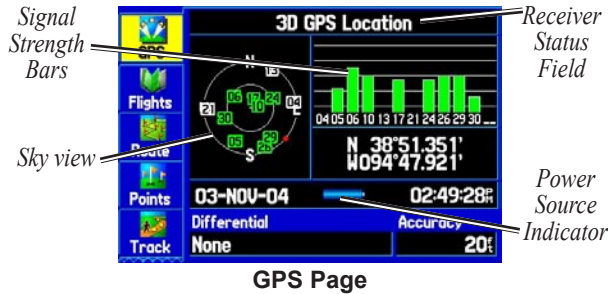 Signal
Strength
Bars
Sky view
GPS
Flights
Route
Points
Track
3D GPS Location
N
13
06 17 24
10
04
21
30
05
29
26
S
04 05 06 10 13 17 21 24 26 29 30 __
N 38°51.351'
W094°47.921'
03-NOV-04
02:49:28PM
Differential
Accuracy
None
20ft
Receiver
Status
Field
Power
Source
Indicator
GPS Page